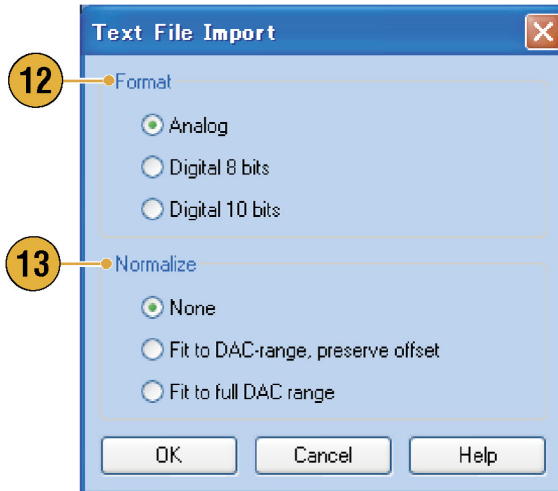 Text File Import
12
Format
Analog
Digital 8 bits
Digital 10 bits
13
Normalize
None
Fit to DAC-range, preserve offset
Fit to full DAC range
OK Cancel Help